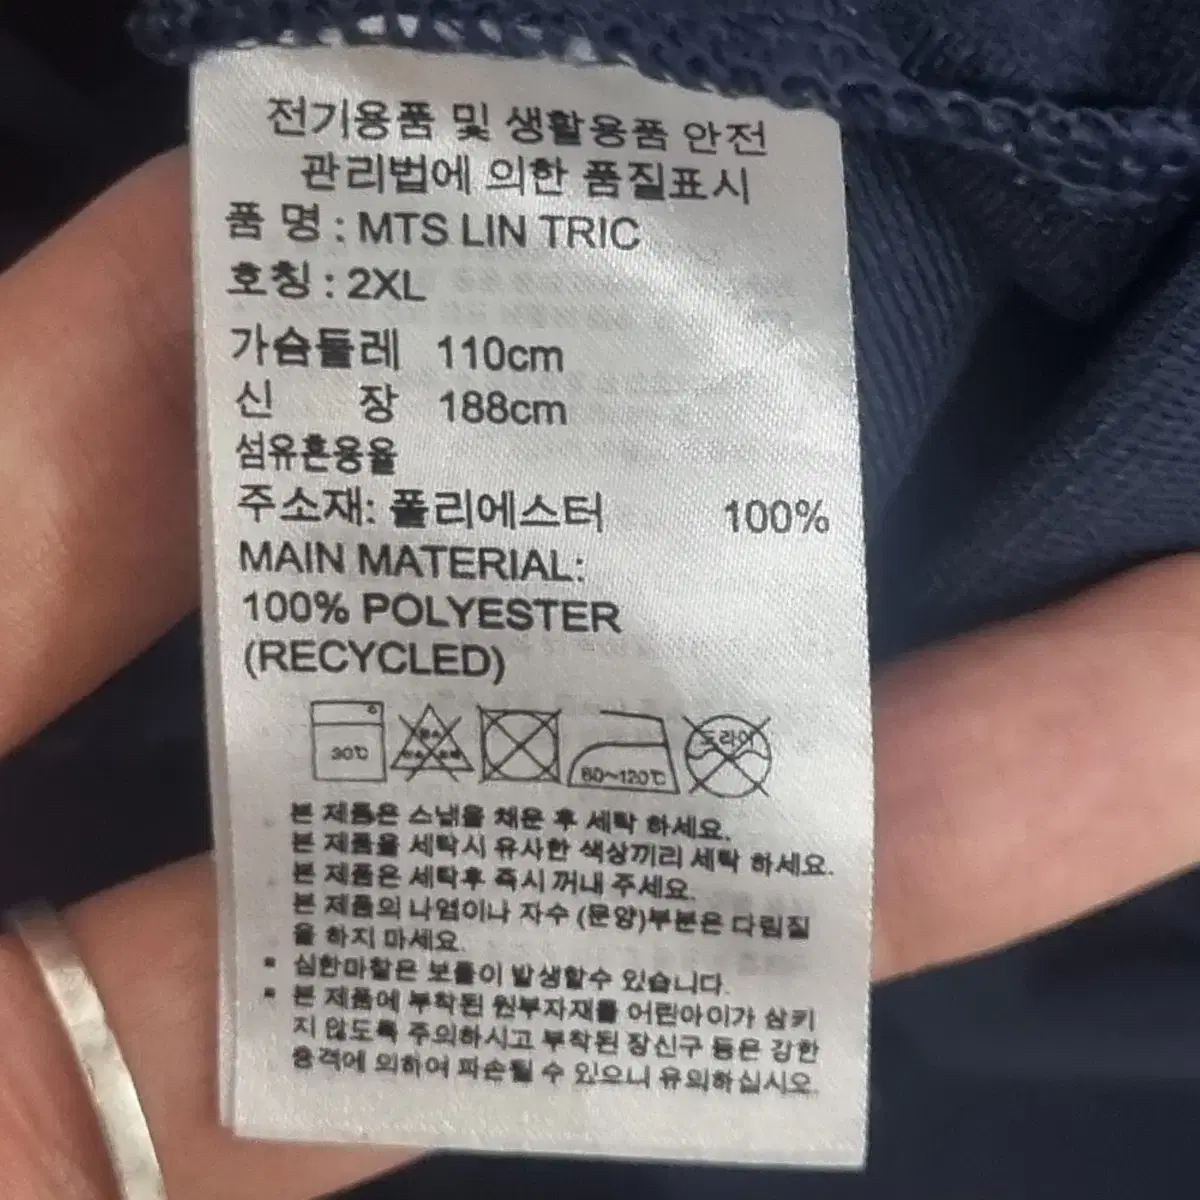 전기용품 및 생활용품 안전
관리법에 의한 품질표시
품 명 : MTS LIN TRIC
호칭 : 2XL
가슴둘레 110cm
신 장 188cm
섬유혼용율
주소재: 폴리에스터 100%
MAIN MATERIAL:
100% POLYESTER
(RECYCLED)
30℃
80~120℃ 드라이
본 제품은 스냅을 채운 후 세탁 하세요.
본 제품을 세탁시 유사한 색상끼리 세탁 하세요.
본 제품은 세탁후 즉시 꺼내 주세요.
본 제품의 나염이나 자수 (문양)부분은 다림질
을 하지 마세요.
* 심한마찰은 보풀이 발생할수 있습니다.
* 본 제품에 부착된 원부자재를 어린아이가 삼키
지 않도록 주의하시고 부착된 장신구 등은 강한
충격에 의하여 파손될 수 있으니 유의하십시오.